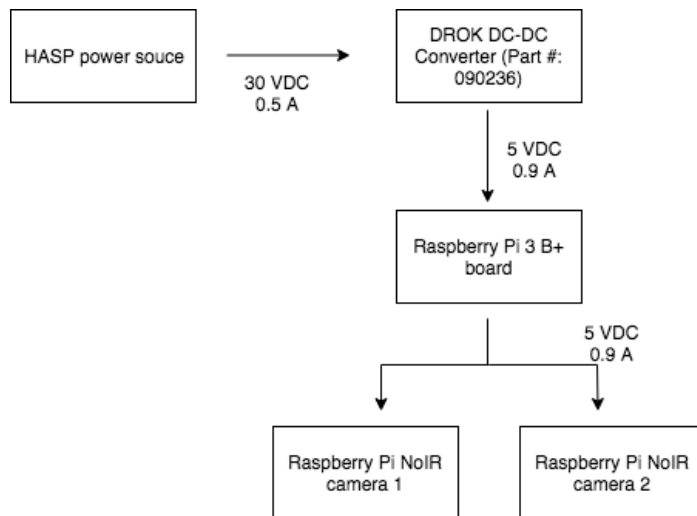 HASP power souce
30 VDC
0.5 A
DROK DC-DC
Converter (Part #:
090236)
5 VDC
0.9 A
Raspberry Pi 3 B+
board
5 VDC
0.9 A
Raspberry Pi NoIR
camera 1
Raspberry Pi NoIR
camera 2